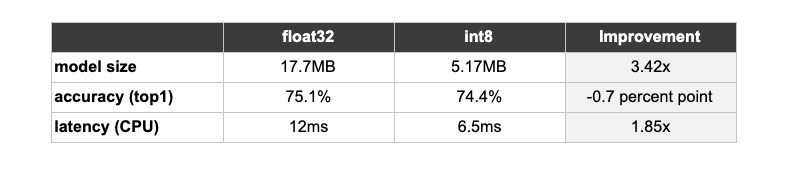 float32 int8 Improvement
model size 17.7MB 5.17MB 3.42x
accuracy (top1) 75.1% 74.4% -0.7 percent point
latency (CPU) 12ms 6.5ms 1.85x